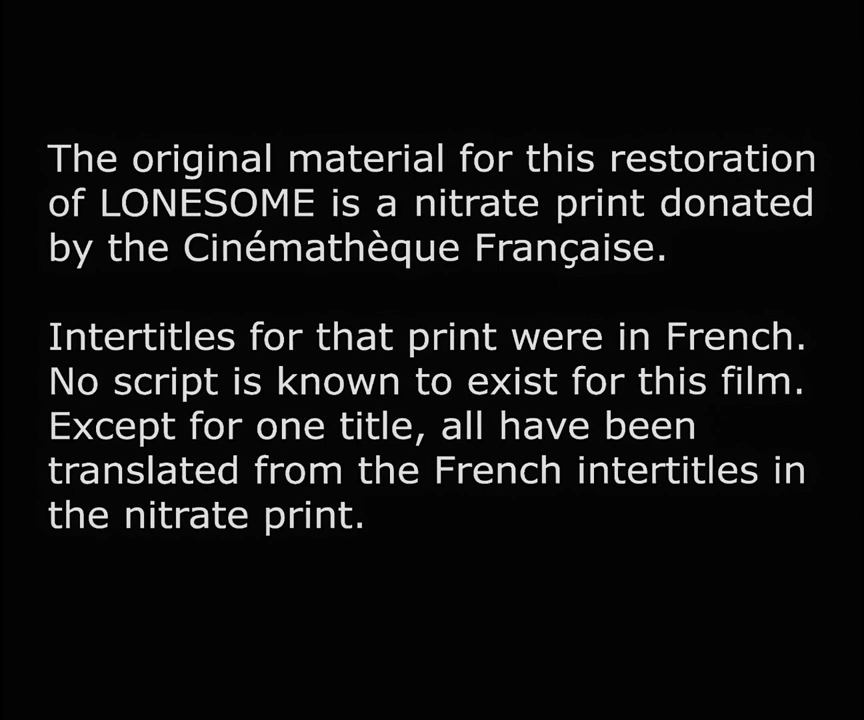 The original material for this restoration
of LONESOME is a nitrate print donated
by the Cinémathèque Française.
Intertitles for that print were in French.
No script is known to exist for this film.
Except for one title, all have been
translated from the French intertitles in
the nitrate print.